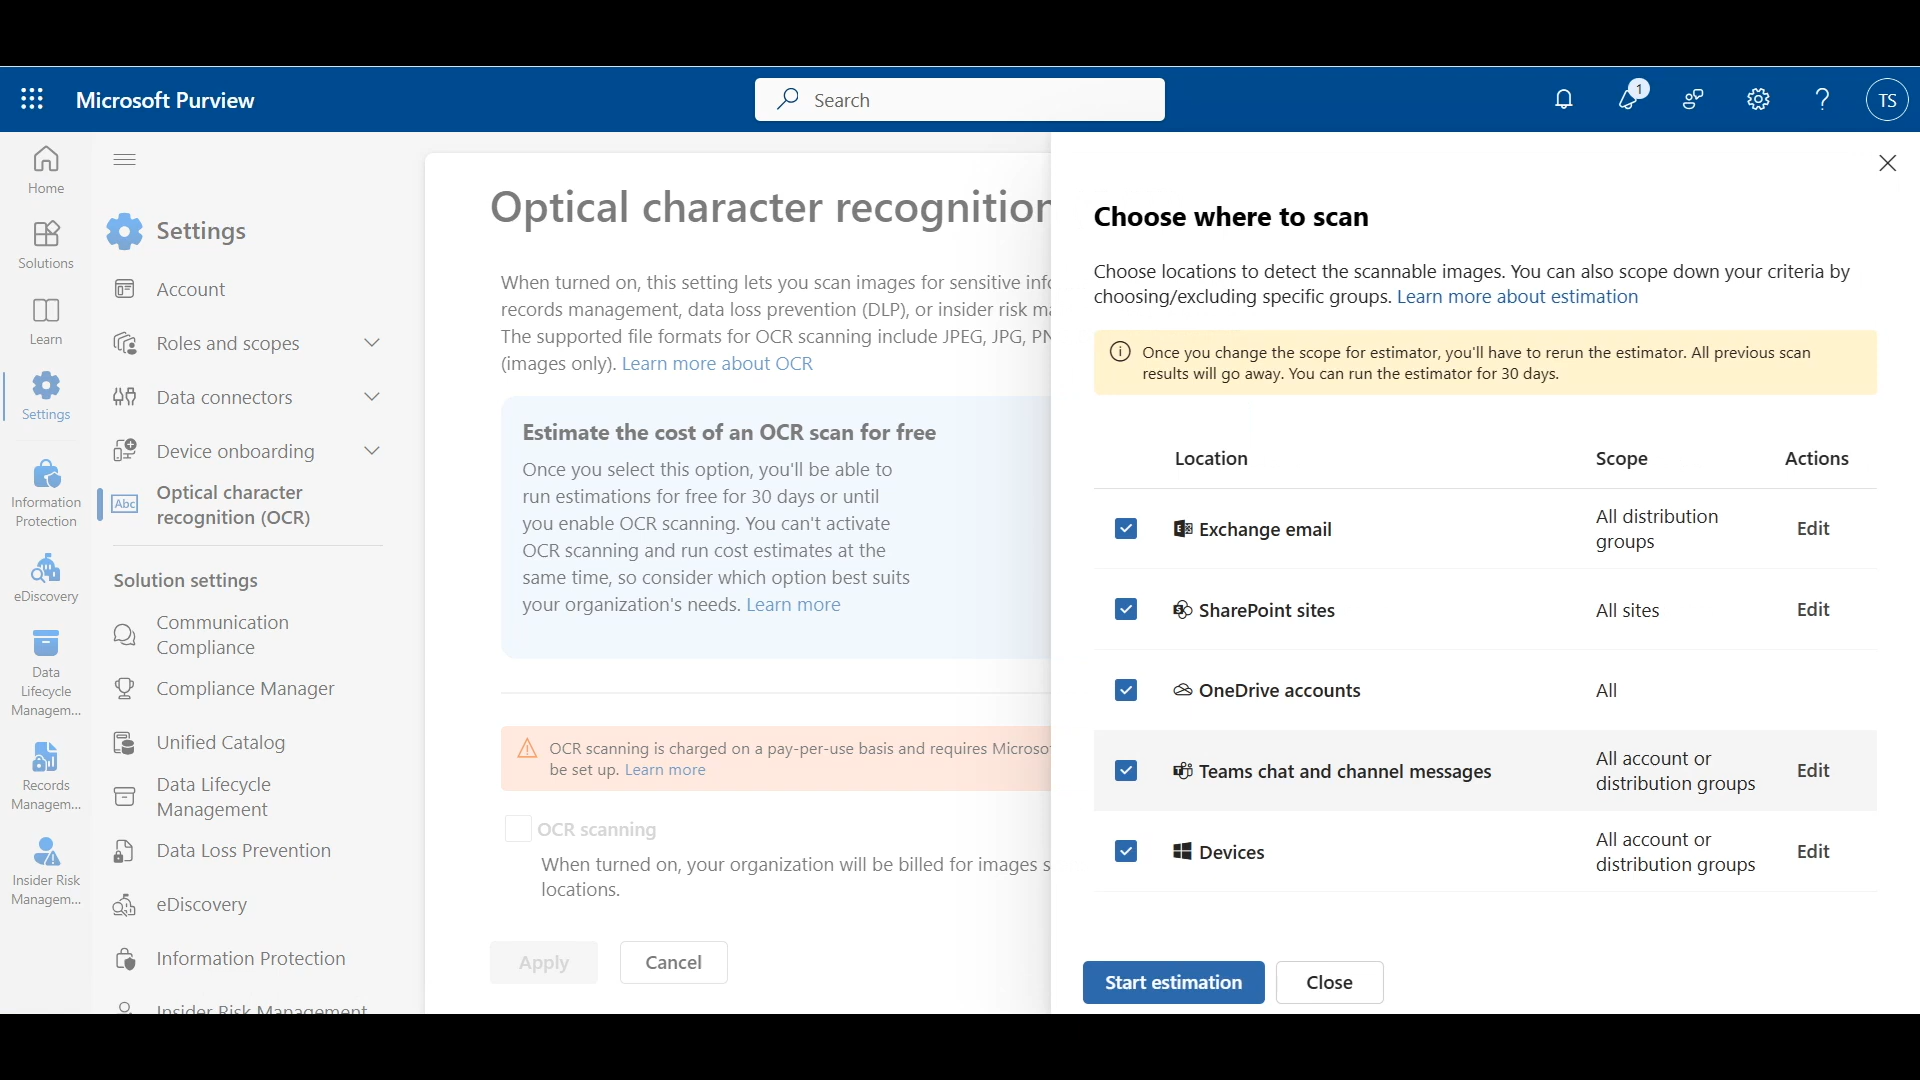 Microsoft Purview
Search
1
TS
Home
Solutions
Learn
Settings
Information
Protection
eDiscovery
Data
Lifecycle
Managem...
Records
Managem...
Insider Risk
Managem...
Settings
Account
Roles and scopes
Data connectors
Device onboarding
Abc
Optical character
recognition (OCR)
Solution settings
Communication
Compliance
Compliance Manager
Unified Catalog
Data Lifecycle
Management
Data Loss Prevention
eDiscovery
Information Protection
Insider Risk Management
Optical character recognition
When turned on, this setting lets you scan images for sensitive
records management, data loss prevention (DLP), or insider risk
The supported file formats for OCR scanning include JPEG, JPG,
(images only). Learn more about OCR
Estimate the cost of an OCR scan for free
Once you select this option, you'll be able to
run estimations for free for 30 days or until
you enable OCR scanning. You can't activate
OCR scanning and run cost estimates at the
same time, so consider which option best suits
your organization's needs. Learn more
OCR scanning is charged on a pay-per-use basis and requires
be set up. Learn more
OCR scanning
When turned on, your organization will be billed for images
locations.
Apply
Cancel
Choose where to scan
Choose locations to detect the scannable images. You can also scope down your criteria by
choosing/excluding specific groups. Learn more about estimation
Once you change the scope for estimator, you'll have to rerun the estimator. All previous scan
results will go away. You can run the estimator for 30 days.
Location Scope Actions
Exchange email All distribution groups Edit
SharePoint sites All sites Edit
OneDrive accounts All
Teams chat and channel messages All account or distribution groups Edit
Devices All account or distribution groups Edit
Start estimation
Close